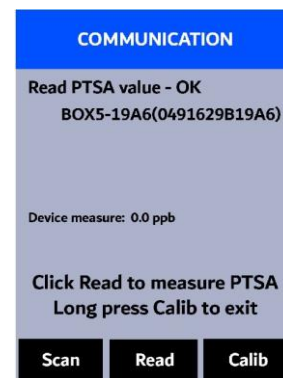 COMMUNICATION
Read PTSA value - OK
BOX5-19A6(0491629B19A6)
Device measure: 0.0 ppb
Click Read to measure PTSA
Long press Calib to exit
Scan Read Calib